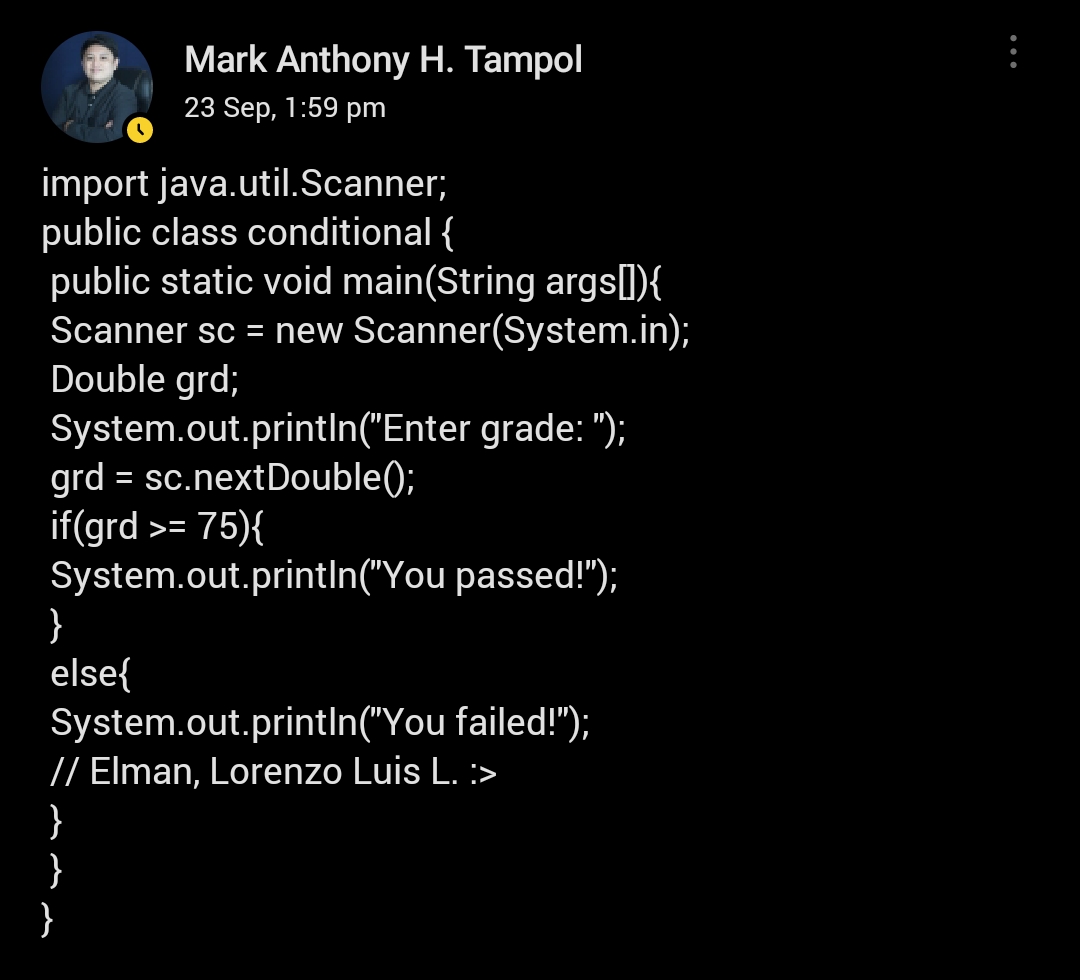 Mark Anthony H. Tampol
23 Sep, 1:59 pm
import java.util.Scanner;
public class conditional {
public static void main(String args[]){
Scanner sc = new Scanner(System.in);
Double grd;
System.out.println("Enter grade: ");
grd = sc.nextDouble();
if(grd >= 75){
System.out.println("You passed!");
}
else{
System.out.println("You failed!");
// Elman, Lorenzo Luis L. :>
}
}
}